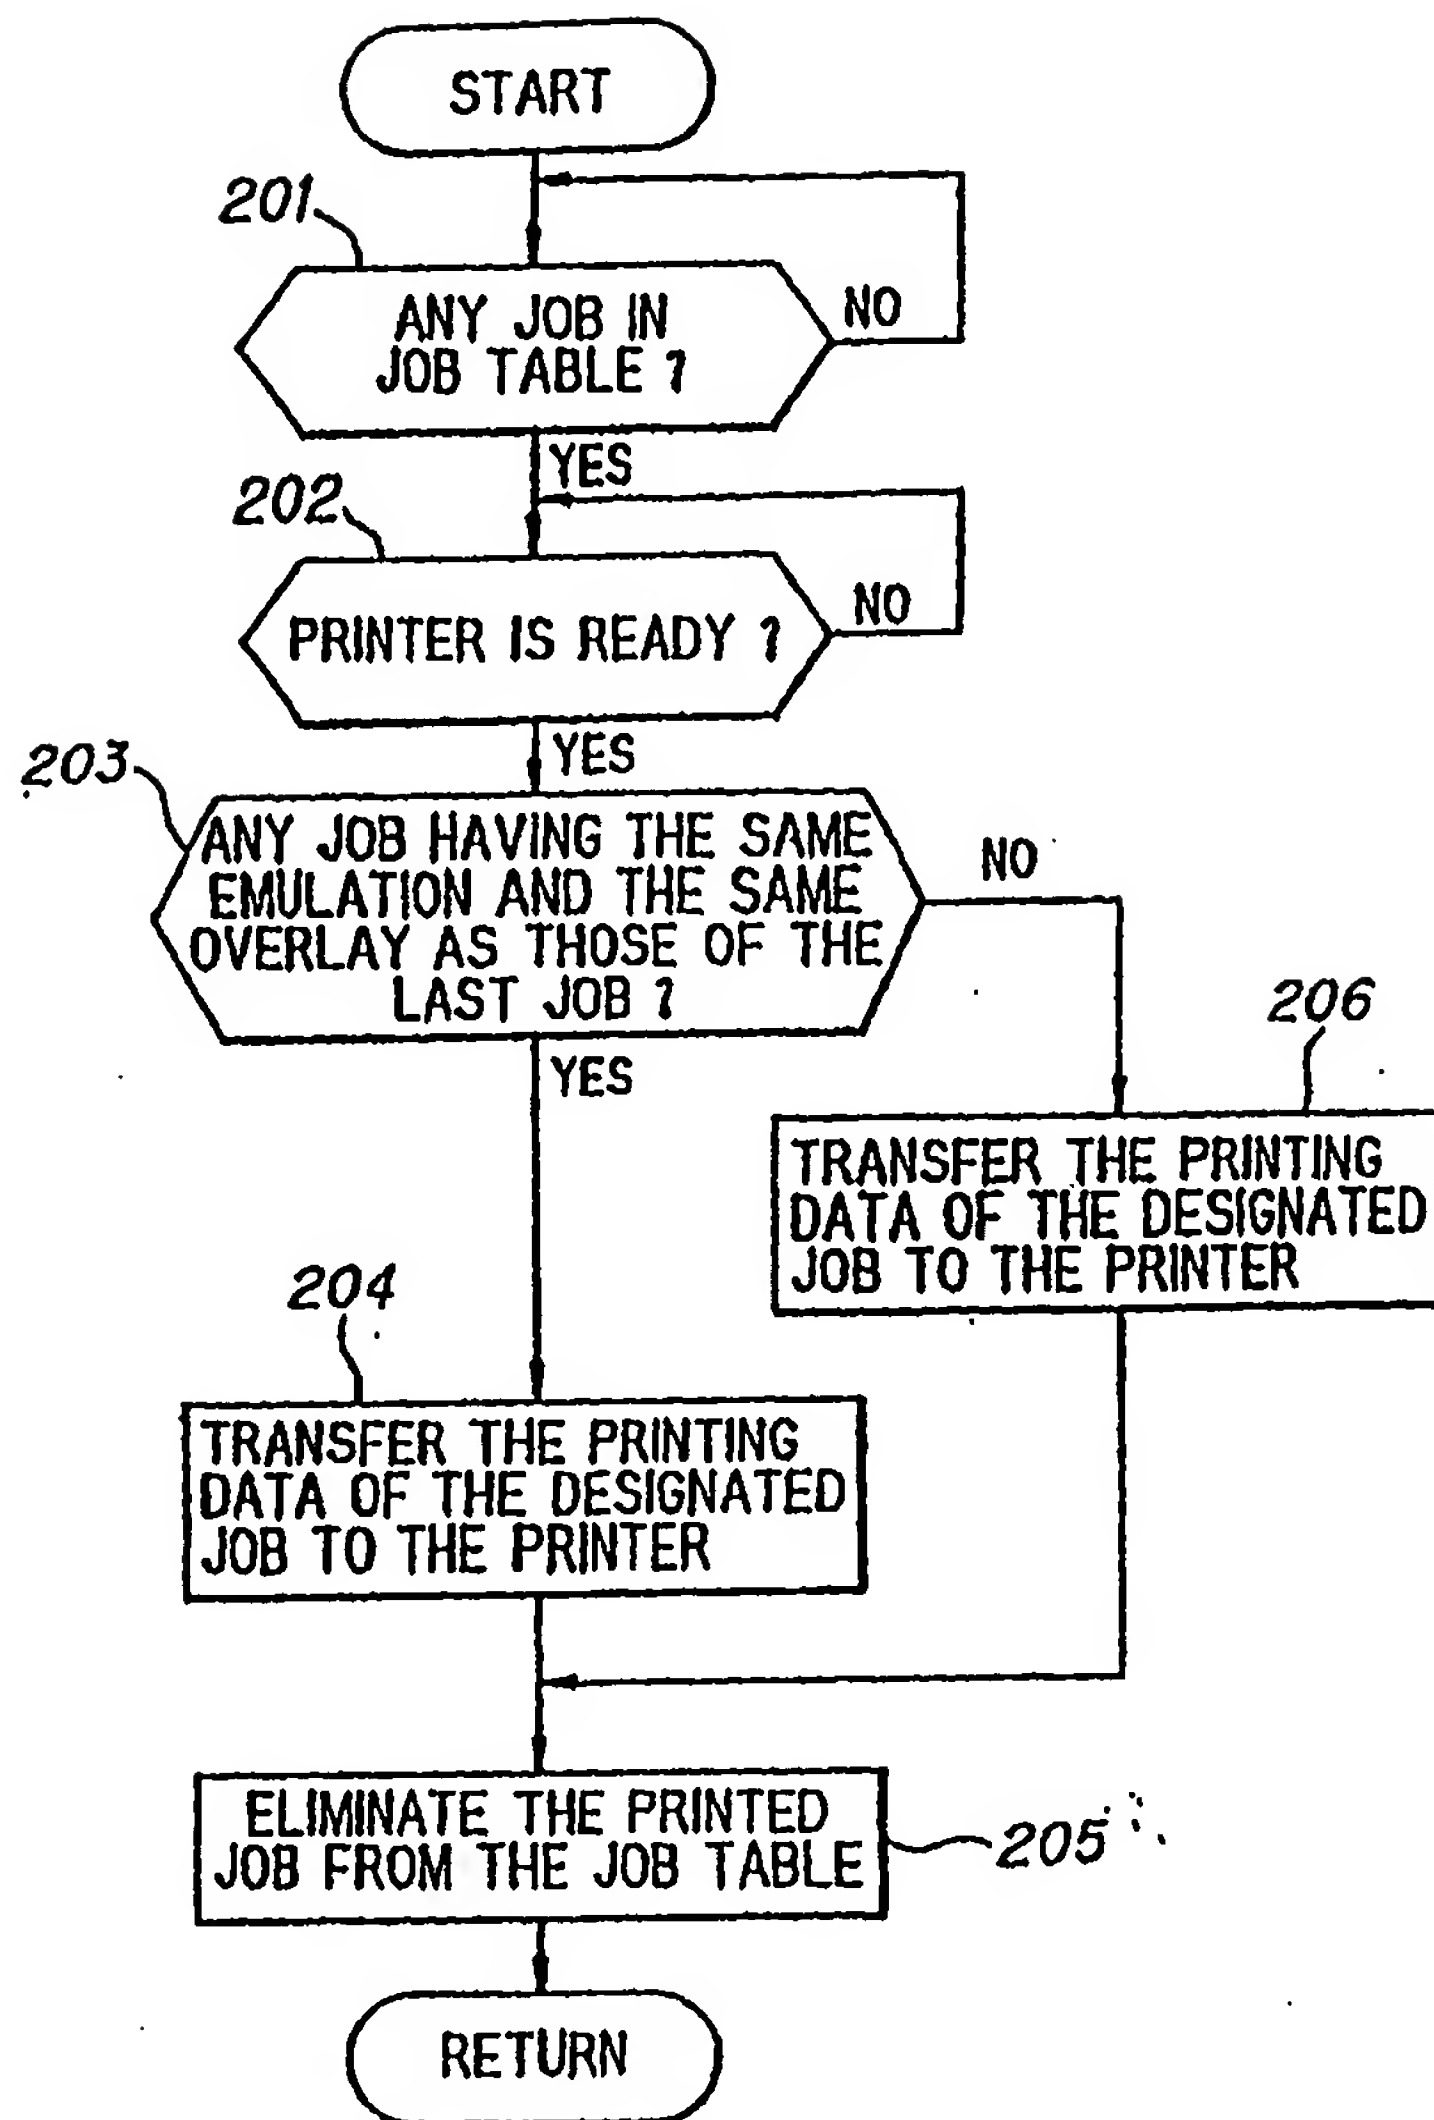 START
201
ANY JOB IN
JOB TABLE ?
NO
YES
202
PRINTER IS READY ?
NO
YES
203
ANY JOB HAVING THE SAME
EMULATION AND THE SAME
OVERLAY AS THOSE OF THE
LAST JOB ?
NO
YES
206
TRANSFER THE PRINTING
DATA OF THE DESIGNATED
JOB TO THE PRINTER
204
TRANSFER THE PRINTING
DATA OF THE DESIGNATED
JOB TO THE PRINTER
ELIMINATE THE PRINTED
JOB FROM THE JOB TABLE
205
RETURN